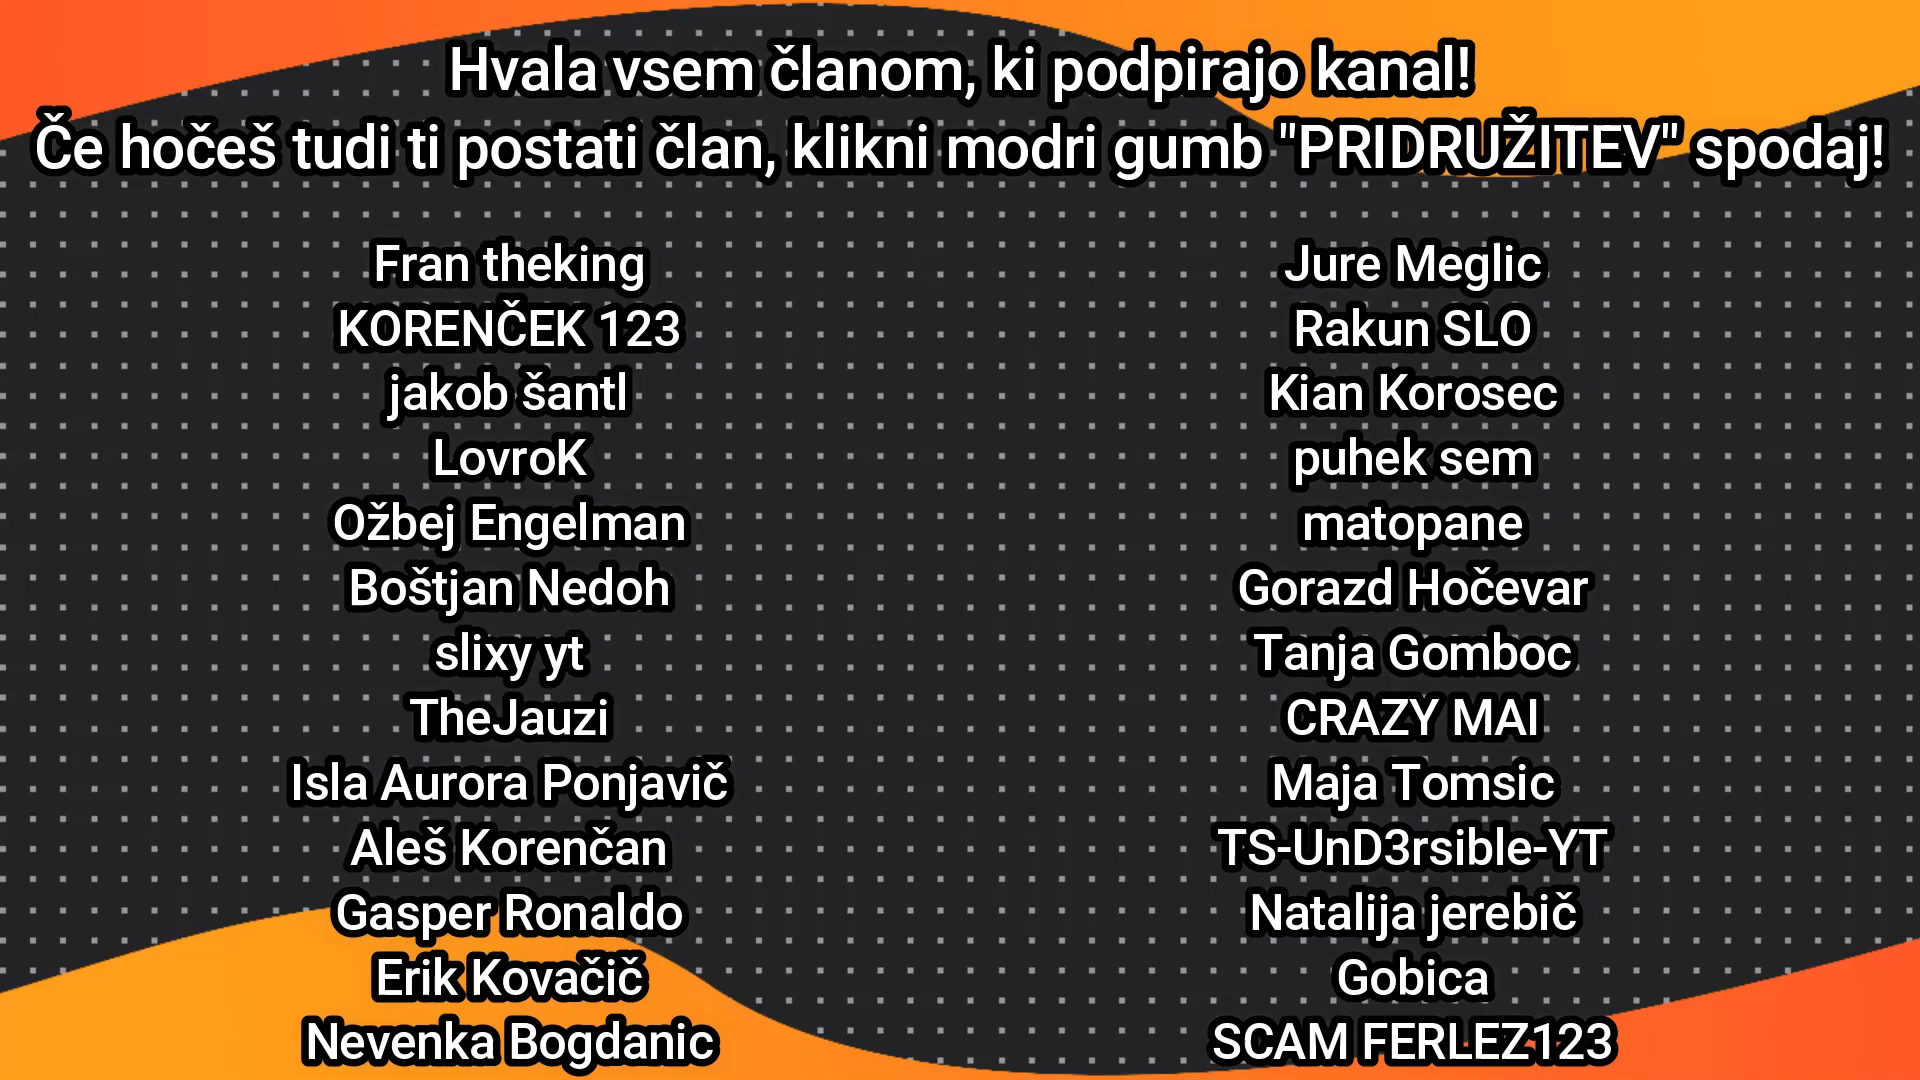 Hvala vsem članom, ki podpirajo kanal!
Če hočeš tudi ti postati član, klikni modri gumb "PRIDRUŽITEV" spodaj!
Fran theking
KORENČEK 123
jakob šantl
LovroK
Ožbej Engelman
Boštjan Nedoh
slixy yt
TheJauzi
Isla Aurora Ponjavič
Aleš Korenčan
Gasper Ronaldo
Erik Kovačič
Nevenka Bogdanic
Jure Meglic
Rakun SLO
Kian Korosec
puhek sem
matopane
Gorazd Hočevar
Tanja Gomboc
CRAZY MAI
Maja Tomsic
TS-UnD3rsible-YT
Natalija jerebič
Gobica
SCAM FERLEZ123